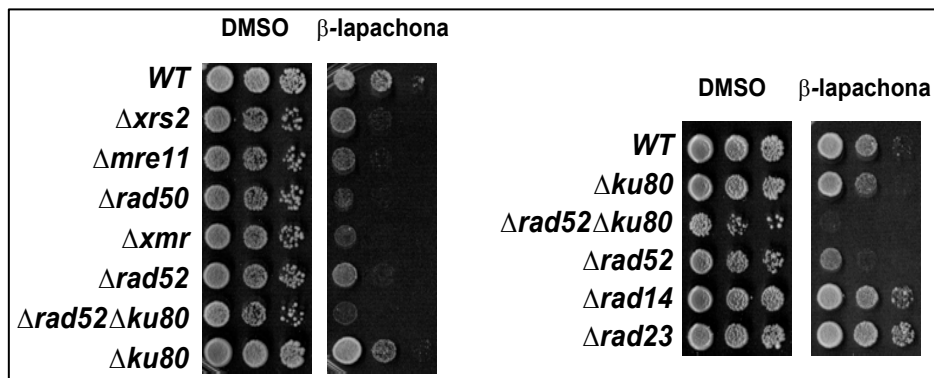 DMSO β-lapachona
WT
Δxrs2
Δmre11
Δrad50
Δxmr
Δrad52
Δrad52Δku80
Δku80
DMSO β-lapachona
WT
Δku80
Δrad52Δku80
Δrad52
Δrad14
Δrad23